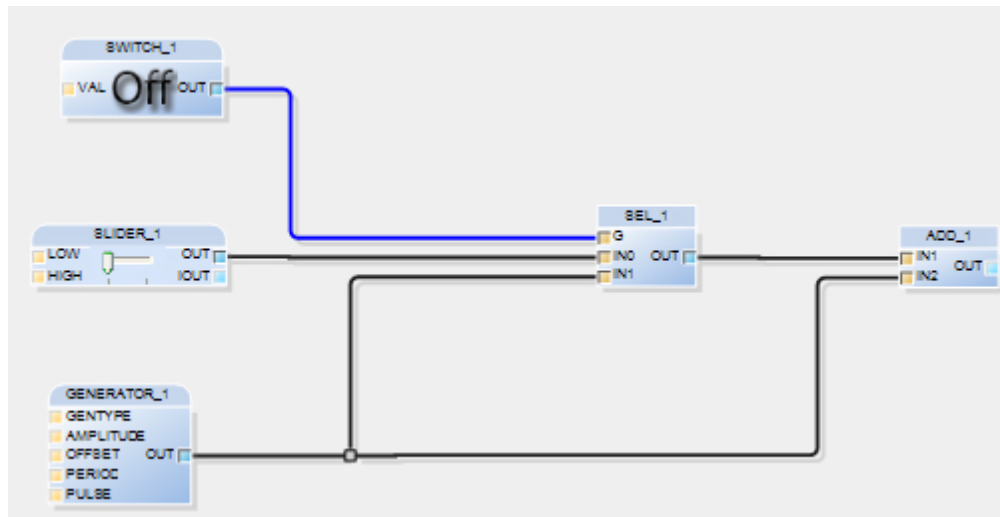 SWITCH_1
VAL Off OUT
SLIDER_1
LOW OUT
HIGH IOUT
SEL_1
G
IN0 OUT
IN1
ADD_1
IN1
OUT
IN2
GENERATOR_1
GENTYPE
AMPLITUDE
OFFSET OUT
PERIOD
PULSE